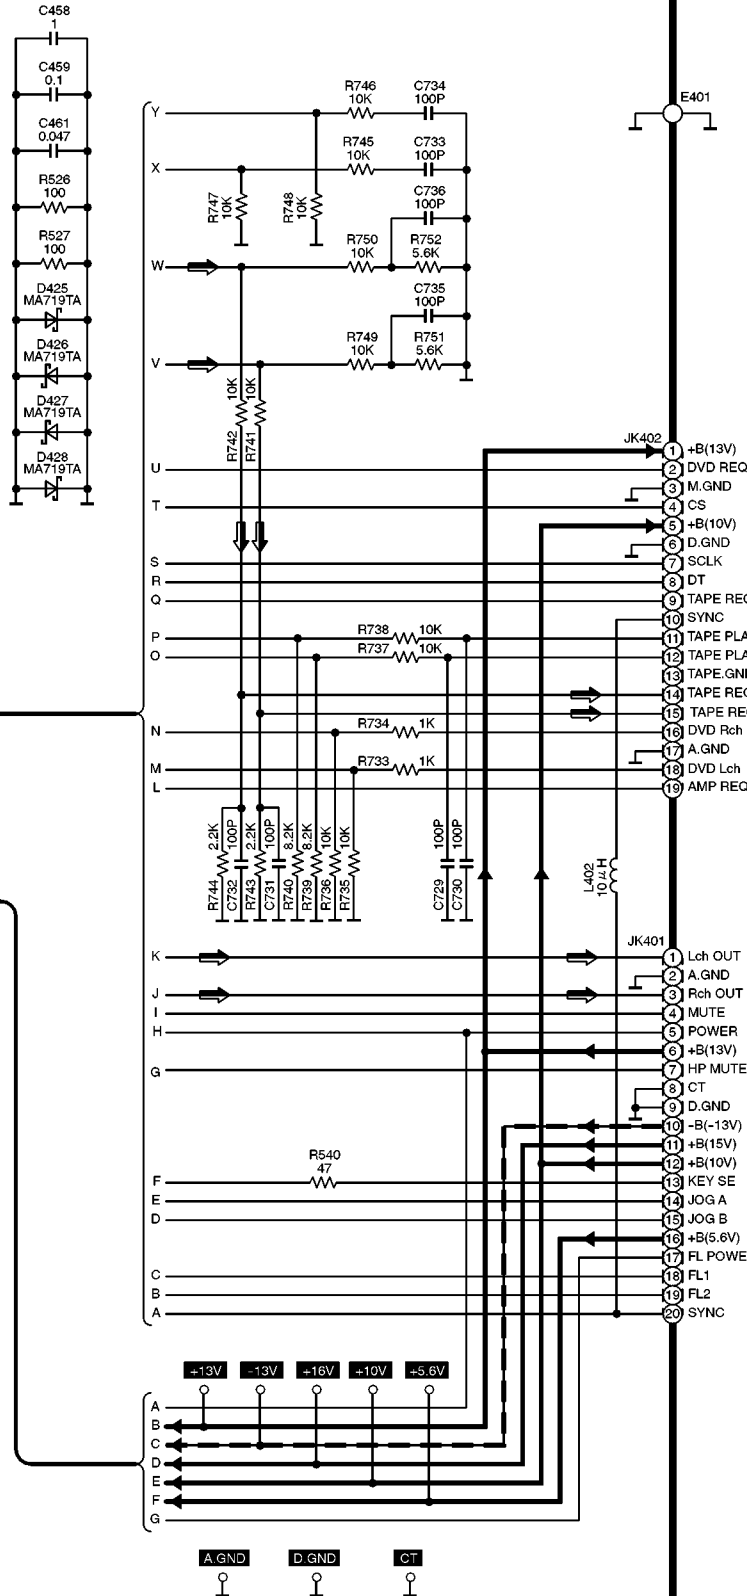 C458
1
C459
0.1
C461
0.047
R526
100
R527
100
D425
MA719TA
D426
MA719TA
D427
MA719TA
D428
MA719TA
E401
Y
R746
10K
C734
100P
X
R745
10K
C733
100P
R747
10K
R748
10K
C736
100P
W
R750
10K
R752
5.6K
C735
100P
V
R749
10K
R751
5.6K
R742
10K
R741
10K
JK402
1 +B(13V)
U
2 DVD REQ
3 M.GND
T
4 CS
5 +B(10V)
6 D.GND
S
7 SCLK
R
8 DT
Q
9 TAPE REC
10 SYNC
P
R738 10K
11 TAPE PLA
O
R737 10K
12 TAPE PLA
13 TAPE.GN
14 TAPE REC
15 TAPE REC
N
R734 1K
16 DVD Rch
17 A.GND
M
R733 1K
18 DVD Lch
L
19 AMP REQ
R744 2.2K
C732 100P
R743 2.2K
C731 100P
R740 8.2K
R739 8.2K
R736 10K
R735 10K
C729 100P
C730 100P
L402
10μH
JK401
K
1 Lch OUT
2 A.GND
J
3 Rch OUT
I
4 MUTE
H
5 POWER
6 +B(13V)
G
7 HP MUTE
8 CT
9 D.GND
10 -B(-13V)
11 +B(15V)
12 +B(10V)
R540
47
F
13 KEY SE
E
14 JOG A
D
15 JOG B
16 +B(5.6V)
17 FL POWE
C
18 FL1
B
19 FL2
A
20 SYNC
+13V -13V +16V +10V +5.6V
A
B
C
D
E
F
G
A.GND D.GND CT